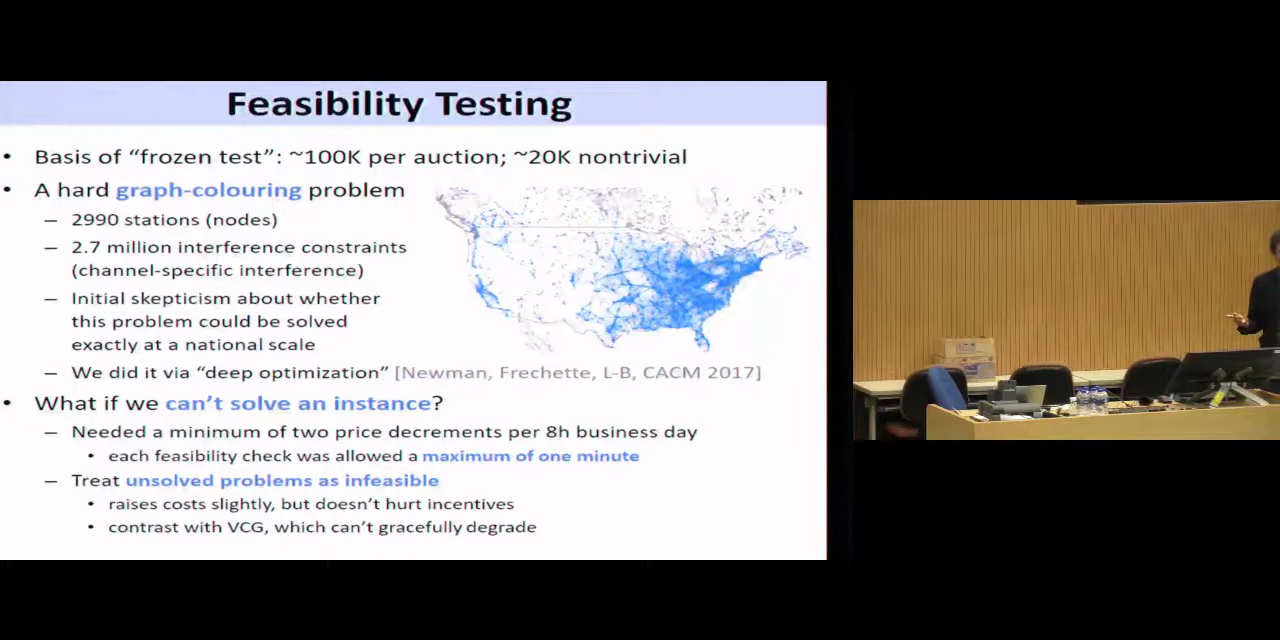 Feasibility Testing
• Basis of “frozen test”: ~100K per auction; ~20K nontrivial
• A hard graph-colouring problem
– 2990 stations (nodes)
– 2.7 million interference constraints
(channel-specific interference)
– Initial skepticism about whether
this problem could be solved
exactly at a national scale
– We did it via “deep optimization” [Newman, Frechette, L-B, CACM 2017]
• What if we can’t solve an instance?
– Needed a minimum of two price decrements per 8h business day
• each feasibility check was allowed a maximum of one minute
– Treat unsolved problems as infeasible
• raises costs slightly, but doesn’t hurt incentives
• contrast with VCG, which can’t gracefully degrade